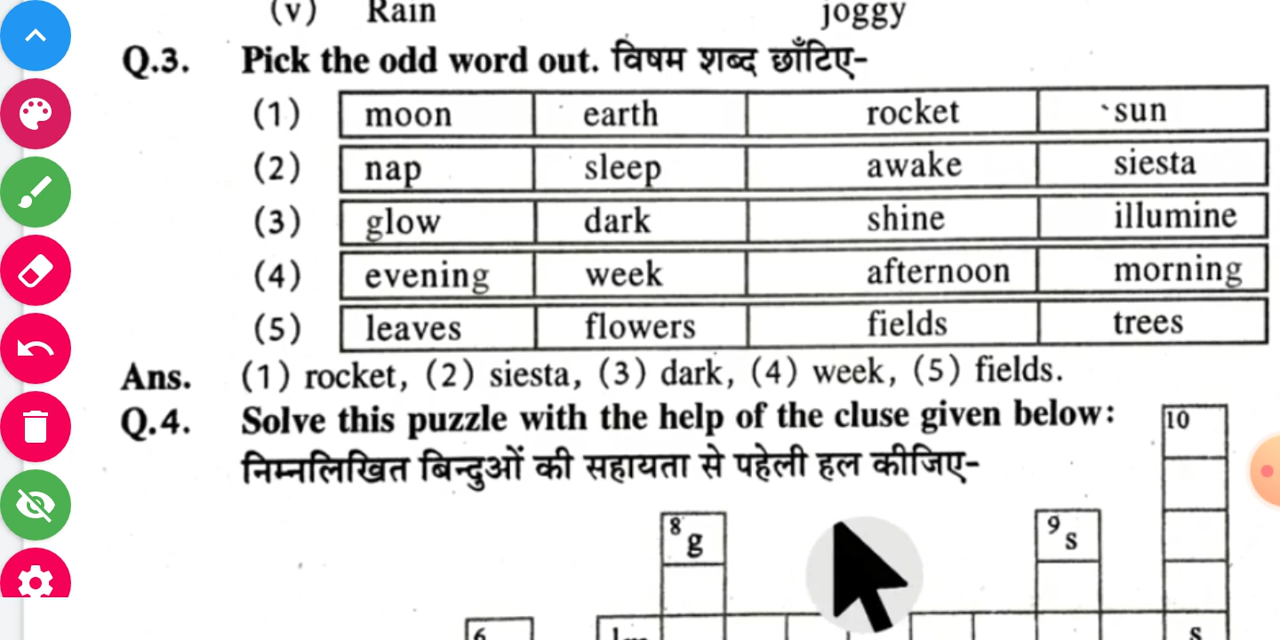 (v) Rain joggy
Q.3. Pick the odd word out. विषम शब्द छाँटिए-
(1) moon earth rocket sun
(2) nap sleep awake siesta
(3) glow dark shine illumine
(4) evening week afternoon morning
(5) leaves flowers fields trees
Ans. (1) rocket, (2) siesta, (3) dark, (4) week, (5) fields.
Q.4. Solve this puzzle with the help of the cluse given below:
निम्नलिखित बिन्दुओं की सहायता से पहेली हल कीजिए-
10
8 g 9 s
6 1 s